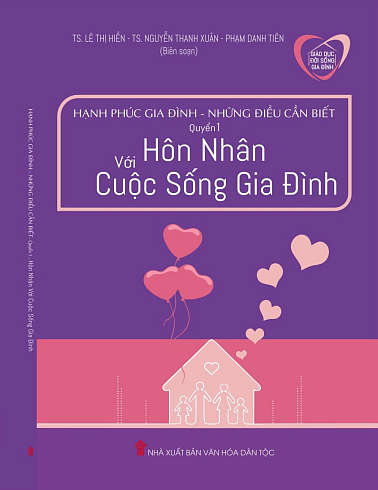 TS. LÊ THỊ HIỀN - TS. NGUYỄN THANH XUÂN - PHẠM DANH TIÊN
(Biên soạn)
GIÁO DỤC
ĐỜI SỐNG
GIA ĐÌNH
HẠNH PHÚC GIA ĐÌNH - NHỮNG ĐIỀU CẦN BIẾT
Quyển 1
Hôn Nhân
Với
Cuộc Sống Gia Đình
NHÀ XUẤT BẢN VĂN HÓA DÂN TỘC
HẠNH PHÚC GIA ĐÌNH - NHỮNG ĐIỀU CẦN BIẾT - Quyển 1: Hôn Nhân Với Cuộc Sống Gia Đình